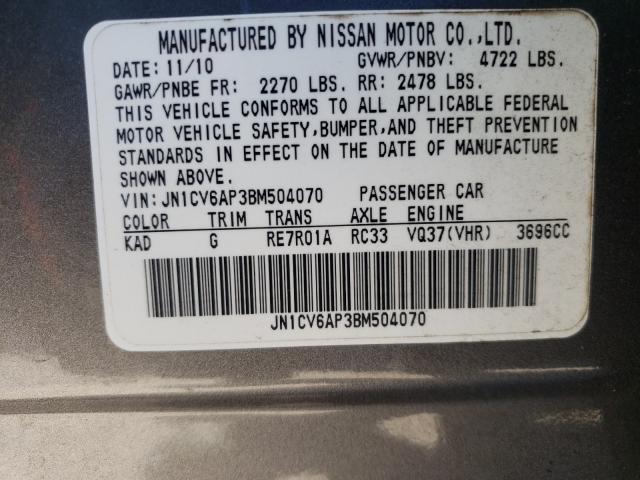 MANUFACTURED BY NISSAN MOTOR CO.,LTD.
DATE: 11/10 GVWR/PNBV: 4722 LBS.
GAWR/PNBE FR: 2270 LBS. RR: 2478 LBS.
THIS VEHICLE CONFORMS TO ALL APPLICABLE FEDERAL
MOTOR VEHICLE SAFETY,BUMPER,AND THEFT PREVENTION
STANDARDS IN EFFECT ON THE DATE OF MANUFACTURE
SHOWN ABOVE.
VIN: JN1CV6AP3BM504070 PASSENGER CAR
COLOR TRIM TRANS AXLE ENGINE
KAD G RE7R01A RC33 VQ37(VHR) 3696CC
JN1CV6AP3BM504070